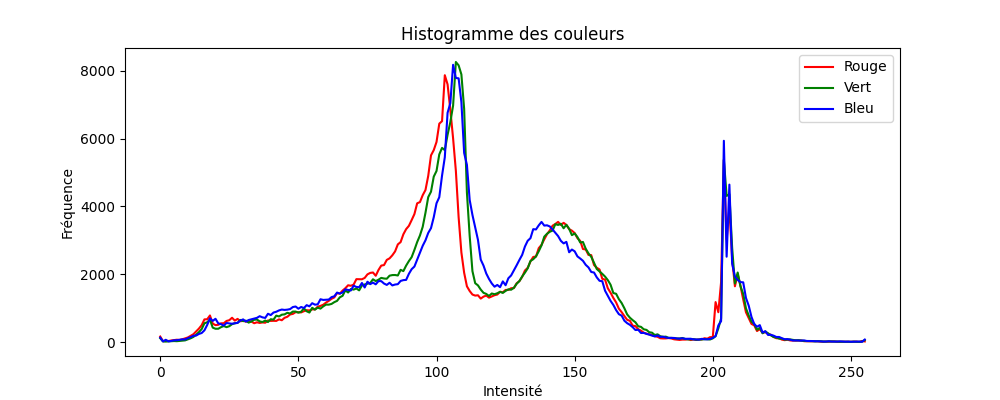 Histogramme des couleurs
Rouge
Vert
Bleu
Fréquence
8000
6000
4000
2000
0
0 50 100 150 200 250
Intensité